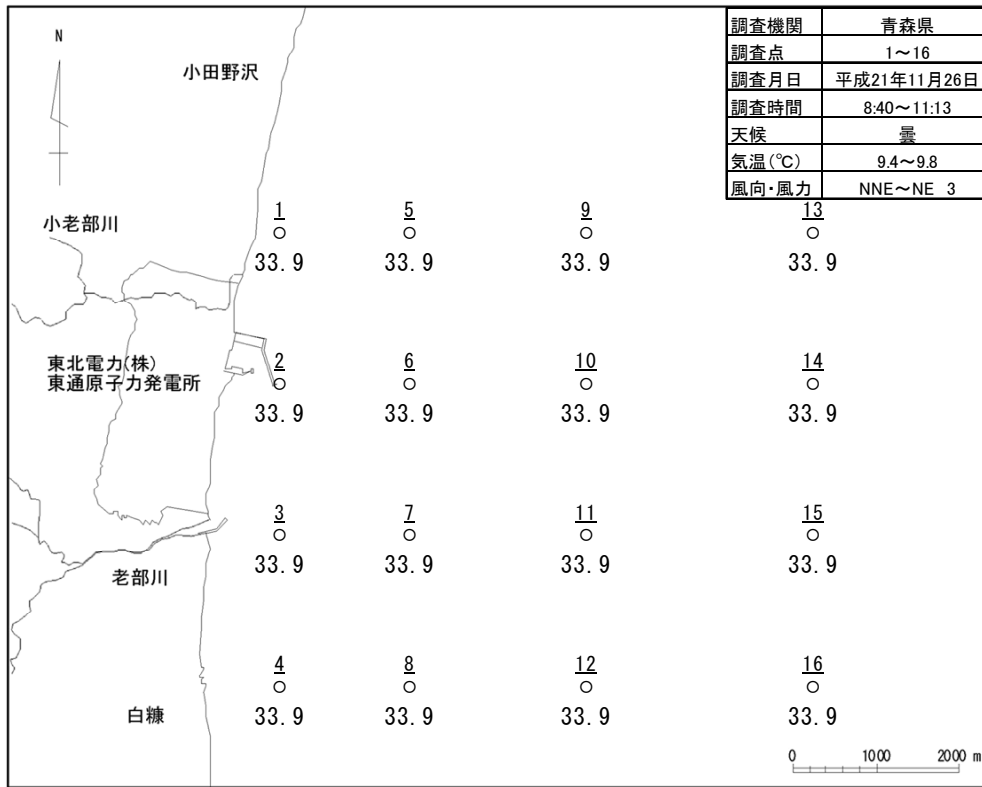 N
小田野沢
調査機関 青森県
調査点 1~16
調査月日 平成21年11月26日
調査時間 8:40~11:13
天候 曇
気温(℃) 9.4~9.8
風向・風力 NNE~NE 3
小老部川
1 5 9 13
33.9 33.9 33.9 33.9
東北電力(株)
東通原子力発電所
2 6 10 14
33.9 33.9 33.9 33.9
3 7 11 15
33.9 33.9 33.9 33.9
老部川
4 8 12 16
33.9 33.9 33.9 33.9
白糠
0 1000 2000 m